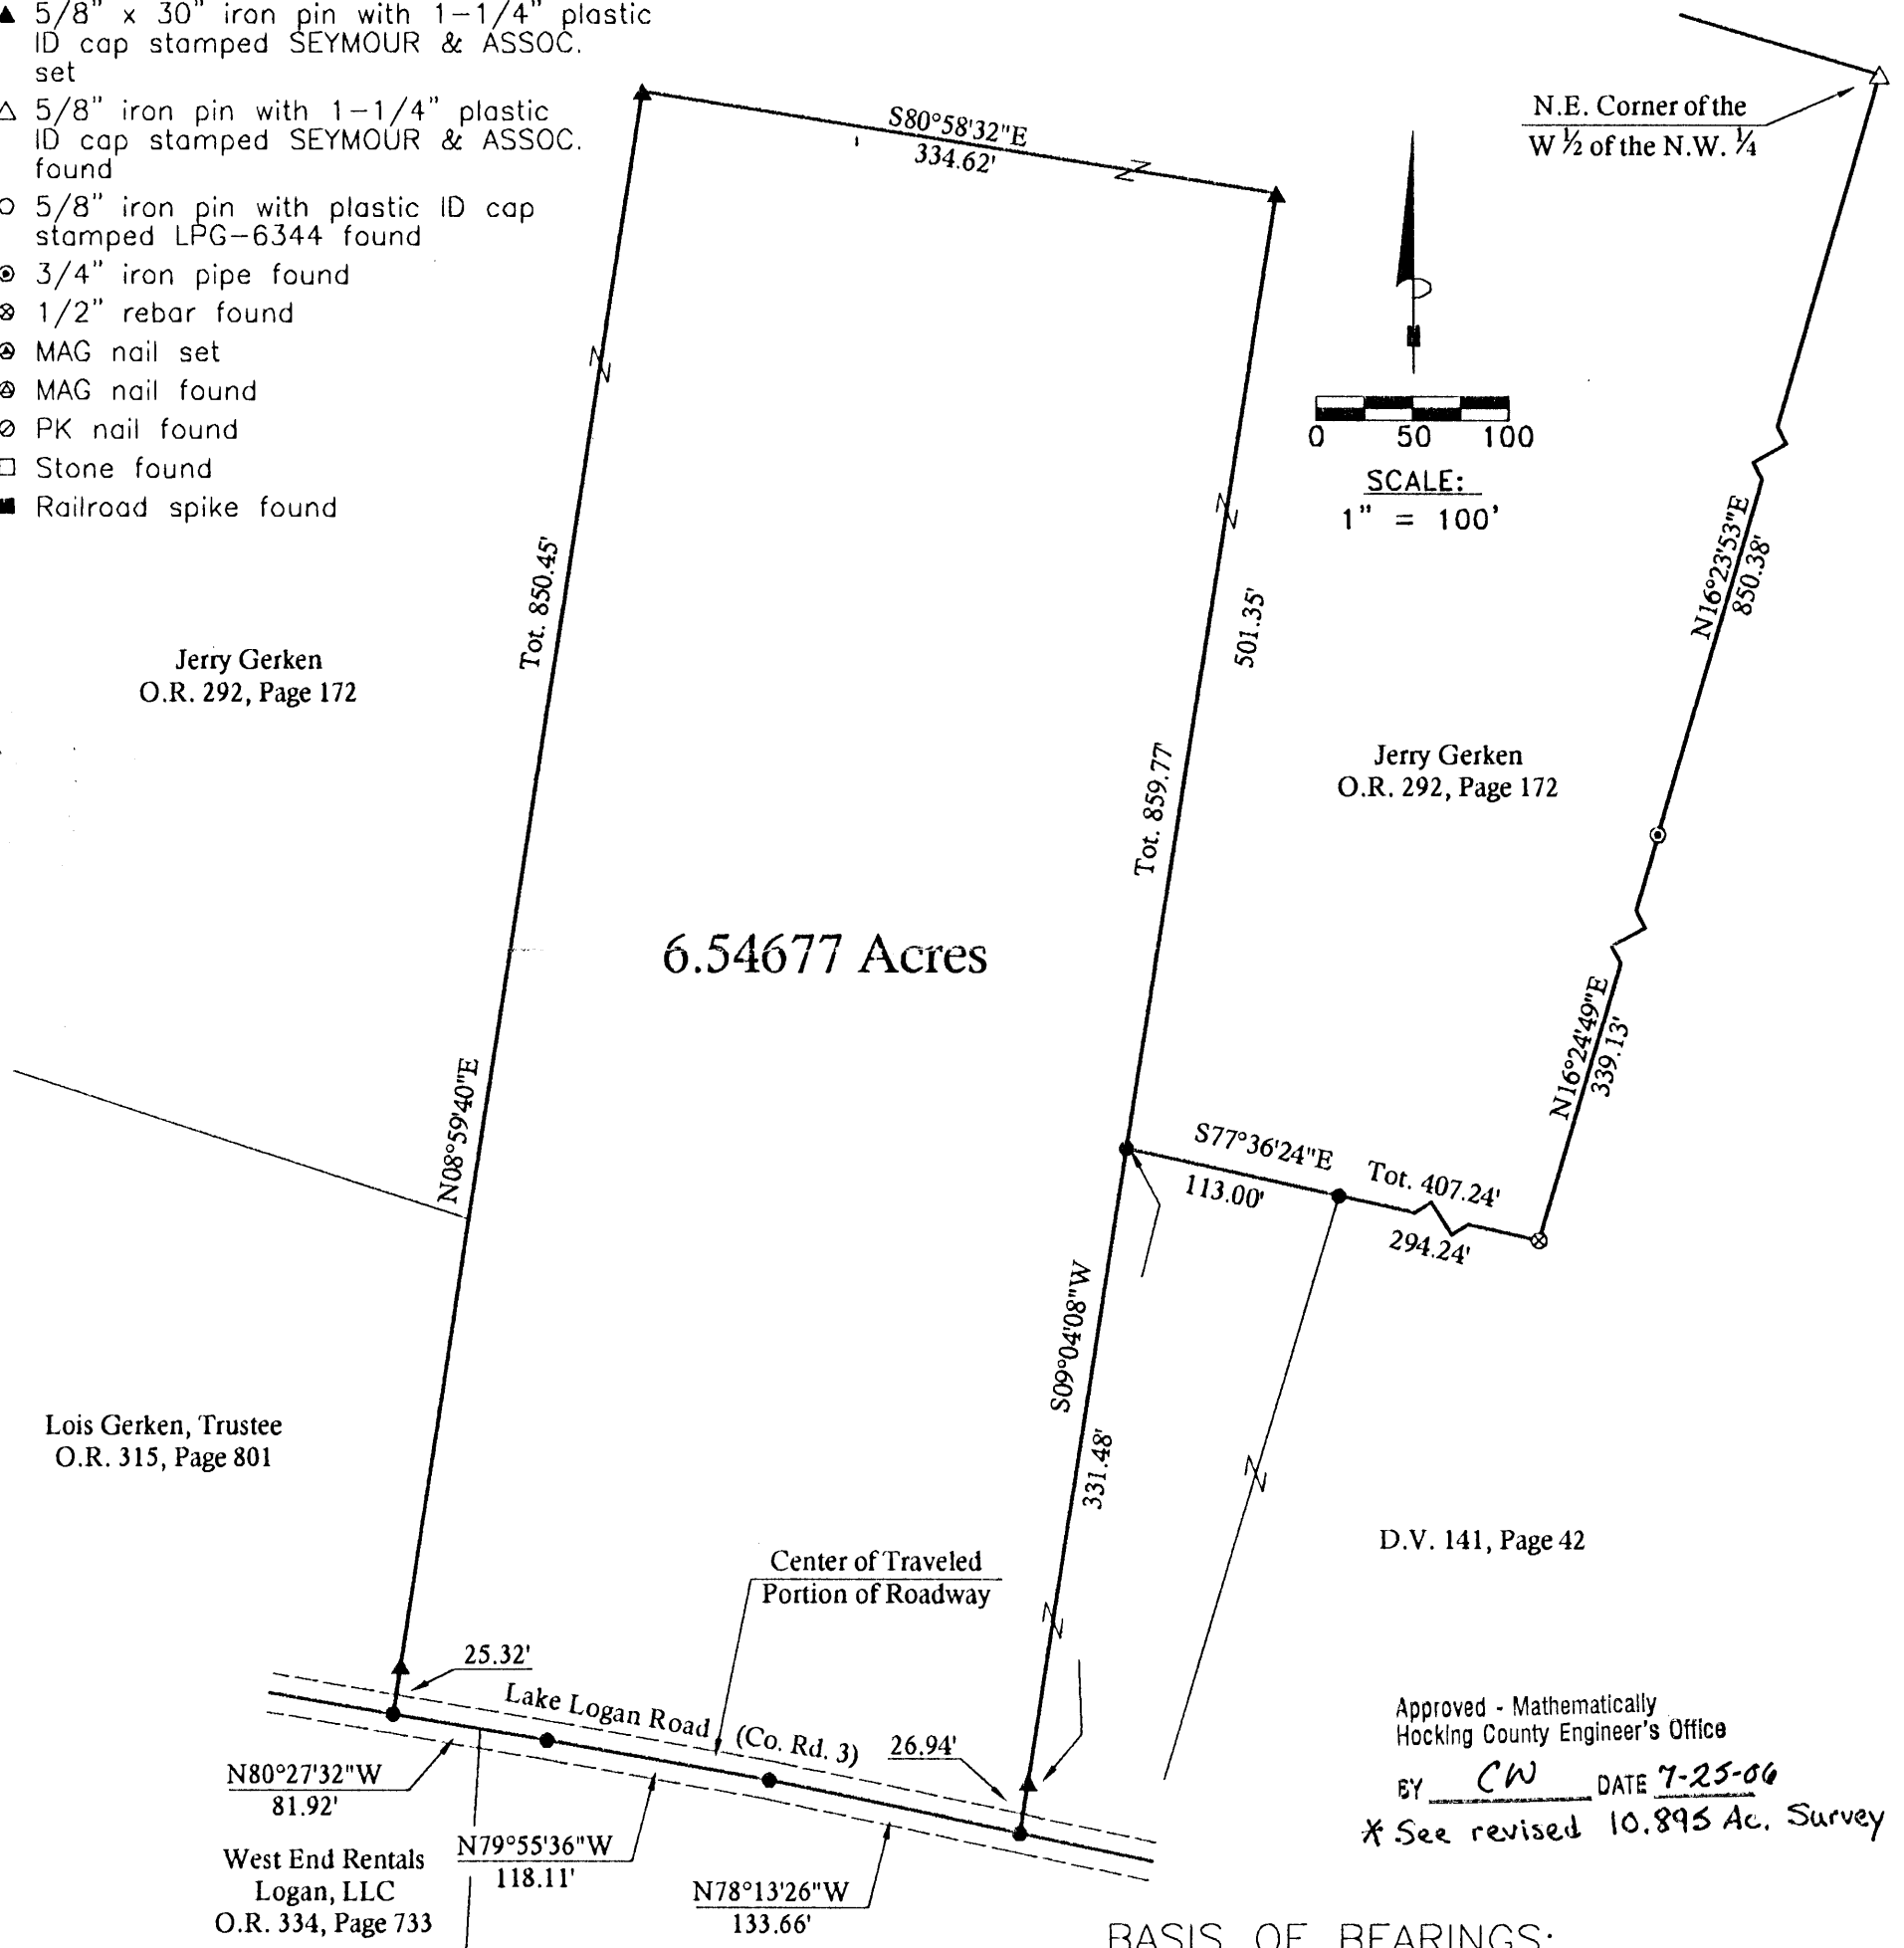 5/8" x 30" iron pin with 1-1/4" plastic
ID cap stamped SEYMOUR & ASSOC.
set
5/8" iron pin with 1-1/4" plastic
ID cap stamped SEYMOUR & ASSOC.
found
5/8" iron pin with plastic ID cap
stamped LPG-6344 found
3/4" iron pipe found
1/2" rebar found
MAG nail set
MAG nail found
PK nail found
Stone found
Railroad spike found
S80°58'32"E
334.62'
N.E. Corner of the
W ½ of the N.W. ¼
0 50 100
SCALE:
1" = 100'
Tot. 850.45'
501.35'
N16°23'53"E
850.38'
Jerry Gerken
O.R. 292, Page 172
Tot. 859.77'
Jerry Gerken
O.R. 292, Page 172
6.54677 Acres
N16°24'49"E
339.13'
N08°59'40"E
S77°36'24"E
113.00'
Tot. 407.24'
294.24'
S09°04'08"W
331.48'
Lois Gerken, Trustee
O.R. 315, Page 801
D.V. 141, Page 42
Center of Traveled
Portion of Roadway
25.32'
Lake Logan Road (Co. Rd. 3)
26.94'
N80°27'32"W
81.92'
N79°55'36"W
118.11'
N78°13'26"W
133.66'
West End Rentals
Logan, LLC
O.R. 334, Page 733
Approved - Mathematically
Hocking County Engineer's Office
BY CW DATE 7-25-06
* See revised 10.895 Ac. Survey
BASIS OF BEARINGS: